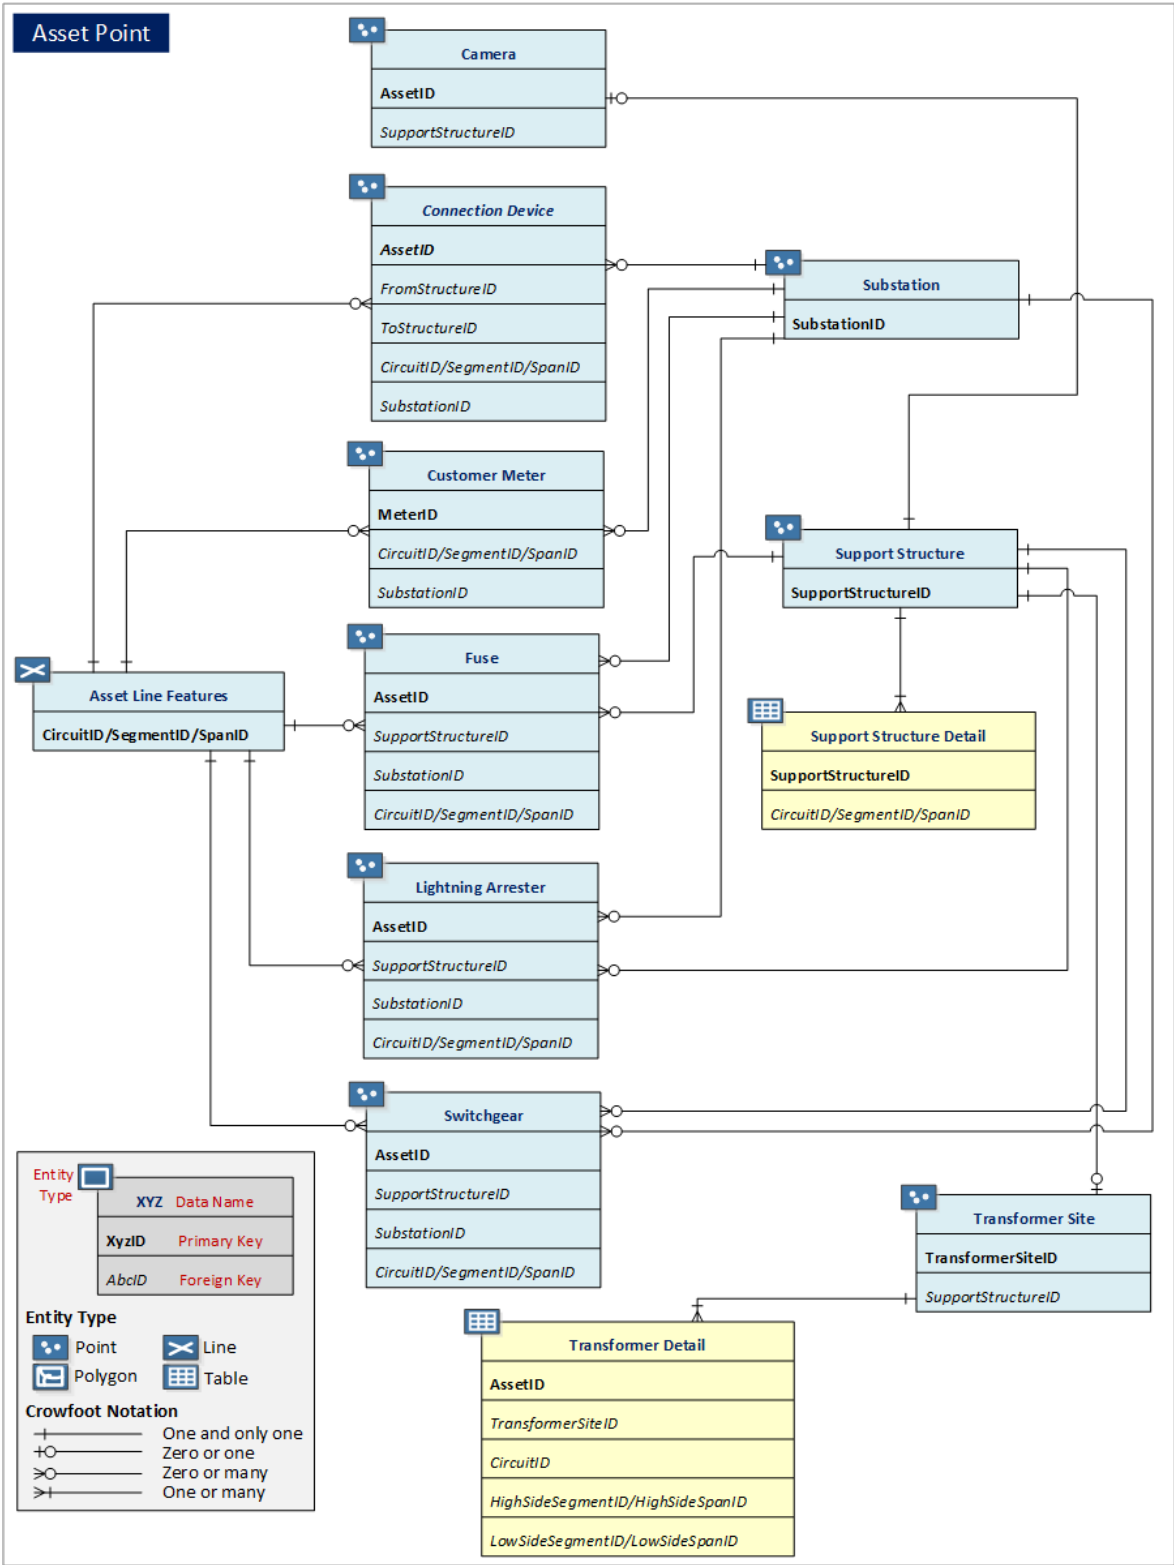 Asset Point
Camera
AssetID
SupportStructureID
Connection Device
AssetID
FromStructureID
ToStructureID
CircuitID/SegmentID/SpanID
SubstationID
Substation
SubstationID
Customer Meter
MeterID
CircuitID/SegmentID/SpanID
SubstationID
Support Structure
SupportStructureID
Fuse
AssetID
SupportStructureID
SubstationID
CircuitID/SegmentID/SpanID
Asset Line Features
CircuitID/SegmentID/SpanID
Support Structure Detail
SupportStructureID
CircuitID/SegmentID/SpanID
Lightning Arrester
AssetID
SupportStructureID
SubstationID
CircuitID/SegmentID/SpanID
Switchgear
AssetID
SupportStructureID
SubstationID
CircuitID/SegmentID/SpanID
Transformer Site
TransformerSiteID
SupportStructureID
Transformer Detail
AssetID
TransformerSiteID
CircuitID
HighSideSegmentID/HighSideSpanID
LowSideSegmentID/LowSideSpanID
Entity
Type
XYZ Data Name
XyzID Primary Key
AbcID Foreign Key
Entity Type
Point Line
Polygon Table
Crowfoot Notation
One and only one
Zero or one
Zero or many
One or many